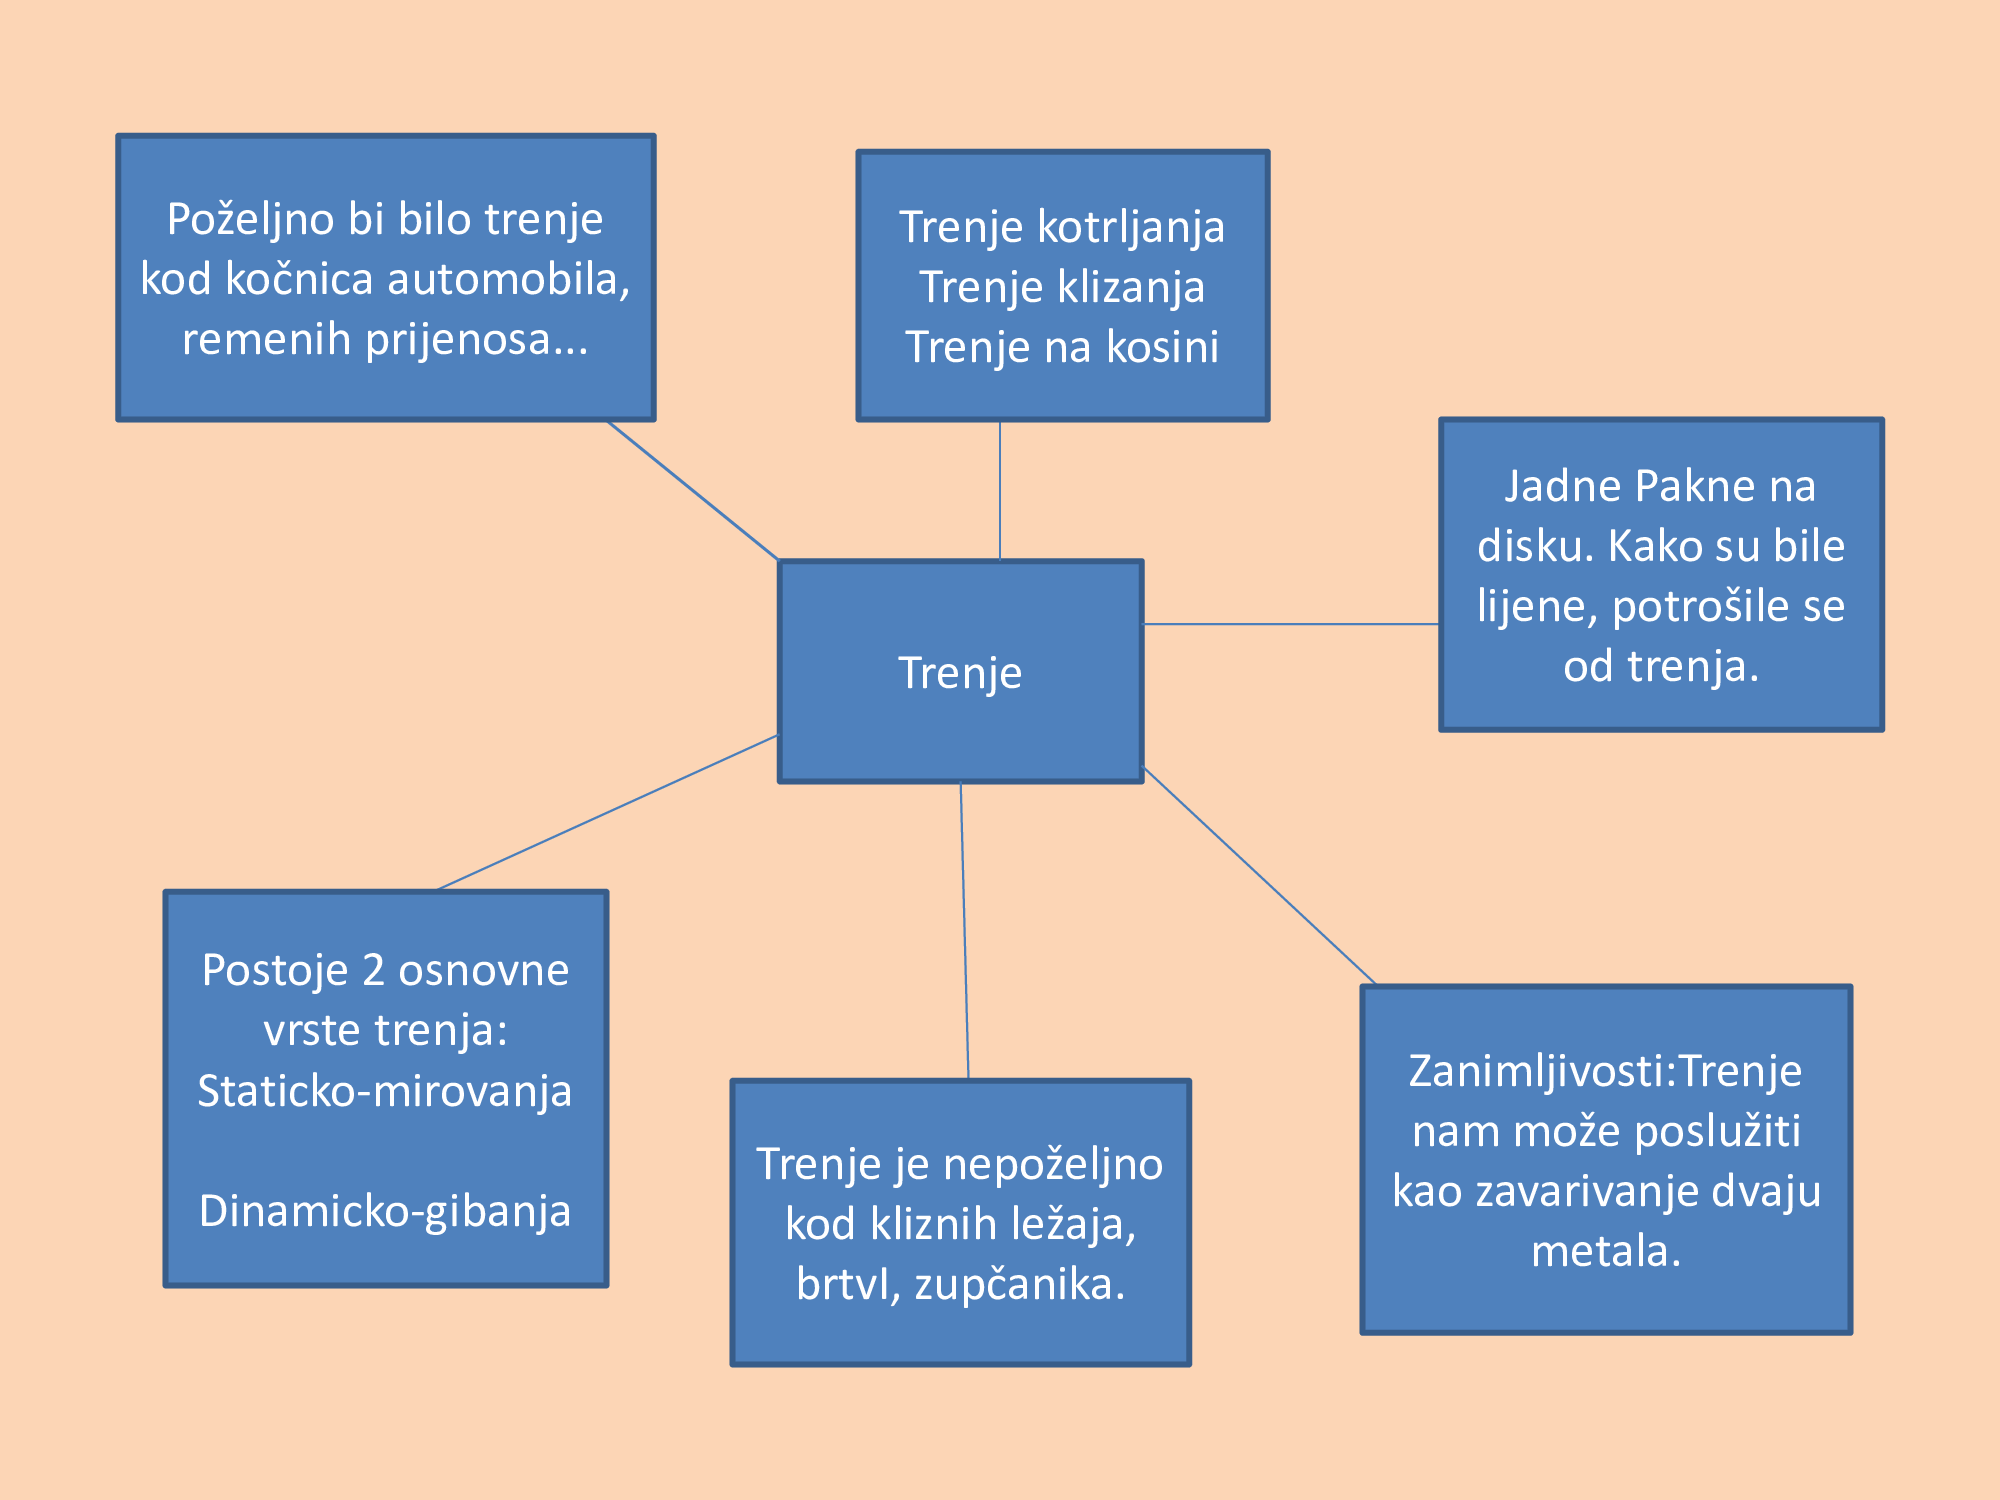 Poželjno bi bilo trenje
kod kočnica automobila,
remenih prijenosa...
Trenje kotrljanja
Trenje klizanja
Trenje na kosini
Jadne Pakne na
disku. Kako su bile
lijene, potrošile se
od trenja.
Trenje
Postoje 2 osnovne
vrste trenja:
Staticko-mirovanja
Dinamicko-gibanja
Trenje je nepoželjno
kod kliznih ležaja,
brtvI, zupčanika.
Zanimljivosti:Trenje
nam može poslužiti
kao zavarivanje dvaju
metala.